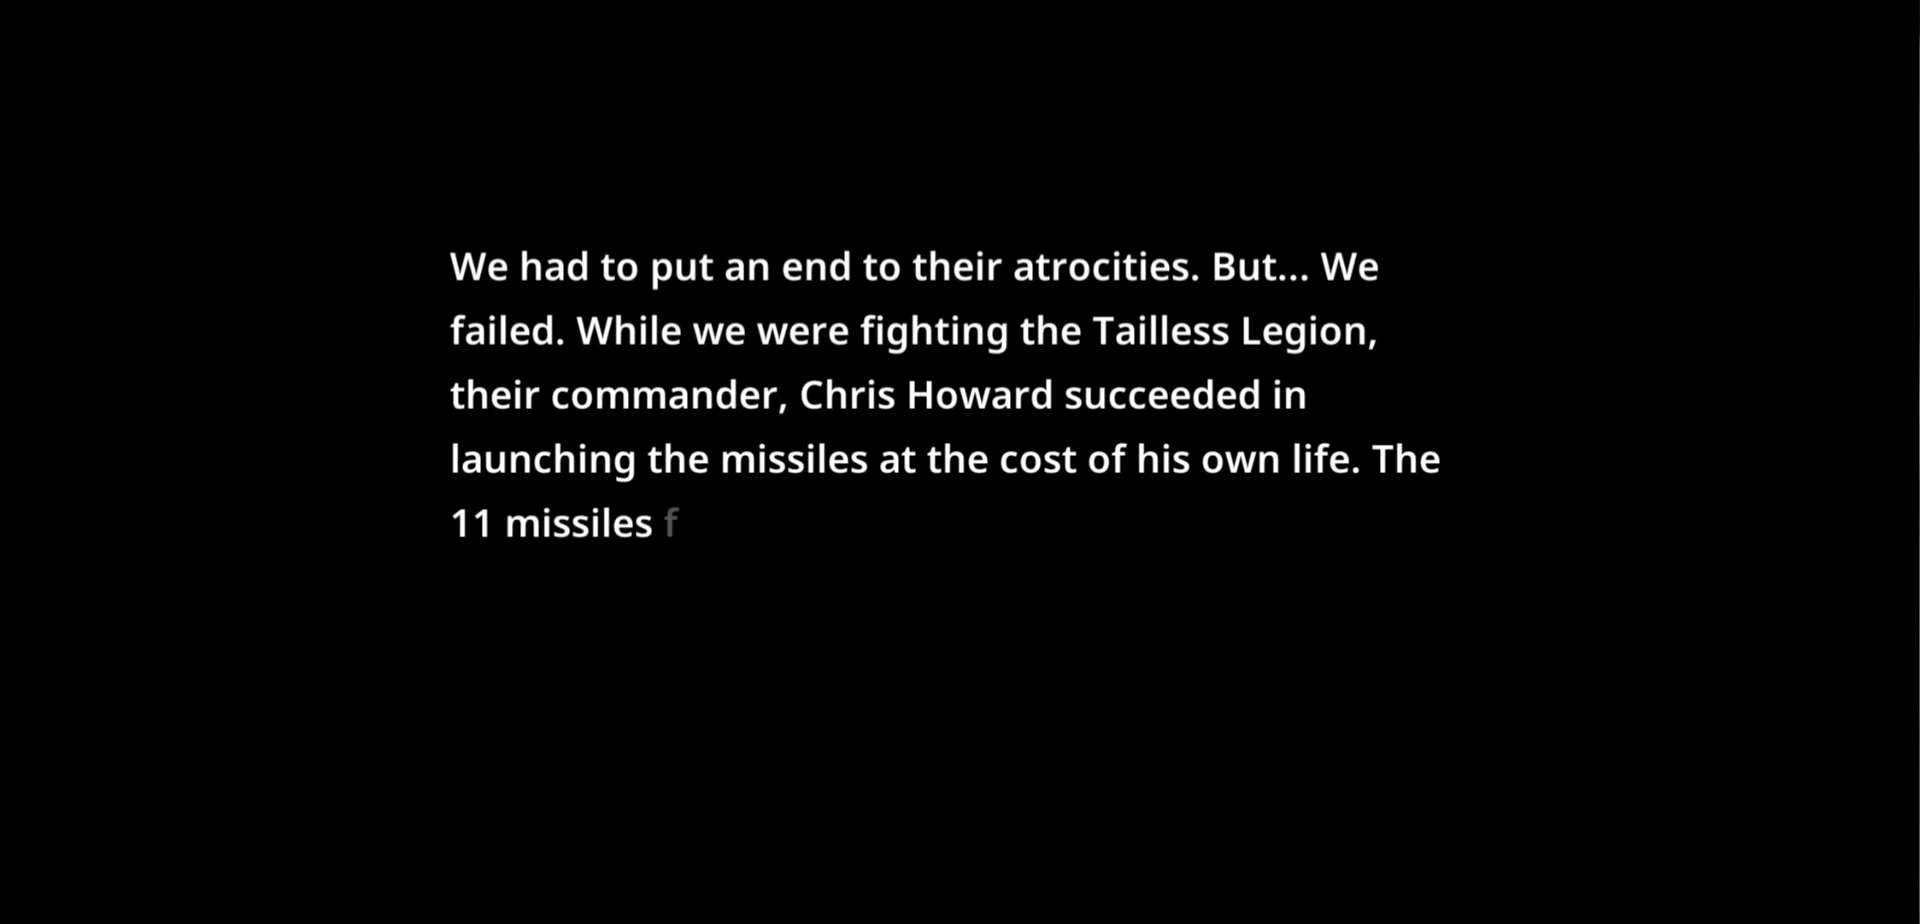 We had to put an end to their atrocities. But... We
failed. While we were fighting the Tailless Legion,
their commander, Chris Howard succeeded in
launching the missiles at the cost of his own life. The
11 missiles f